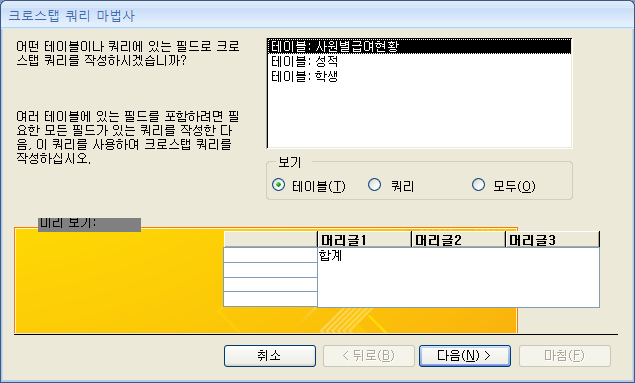 크로스탭 쿼리 마법사
어떤 테이블이나 쿼리에 있는 필드로 크로
스탭 쿼리를 작성하시겠습니까?
여러 테이블에 있는 필드를 포함하려면 필
요한 모든 필드가 있는 쿼리를 작성한 다
음, 이 쿼리를 사용하여 크로스탭 쿼리를
작성하십시오.
테이블: 사원별급여현황
테이블: 성적
테이블: 학생
보기
테이블(T) 쿼리 모두(O)
미리 보기:
머리글1 머리글2 머리글3
합계
취소 < 뒤로(B) 다음(N) > 마침(F)